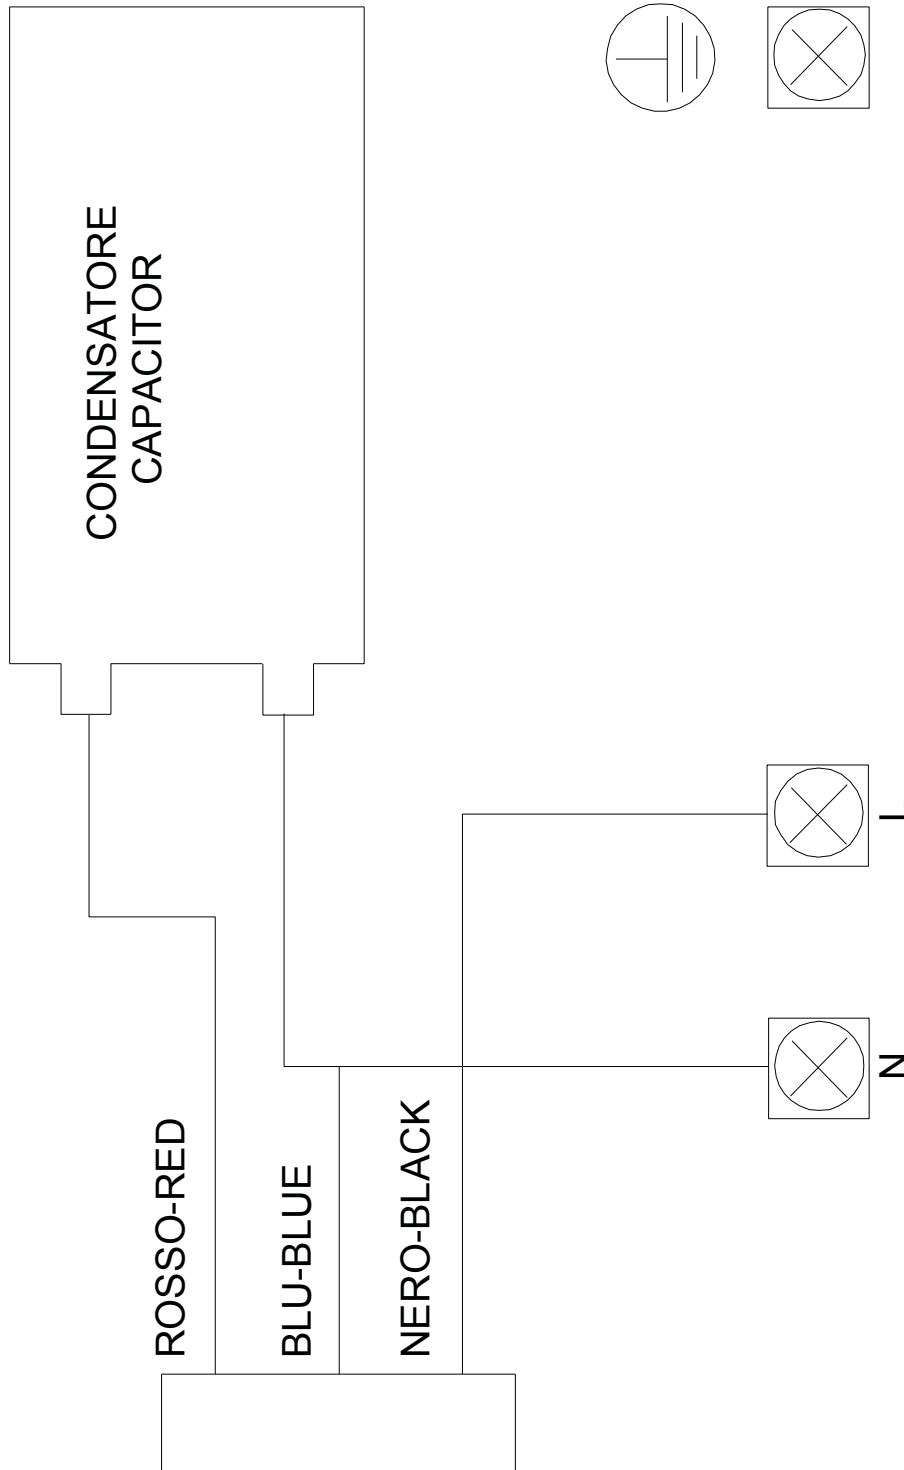 CONDENSATORE
CAPACITOR
ROSSO-RED
BLU-BLUE
NERO-BLACK
L
N